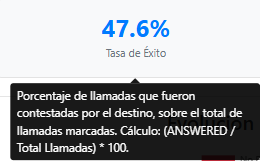 47.6%
Tasa de Éxito
Porcentaje de llamadas que fueron
contestadas por el destino, sobre el total de
llamadas marcadas. Cálculo: (ANSWERED /
Total Llamadas) * 100.